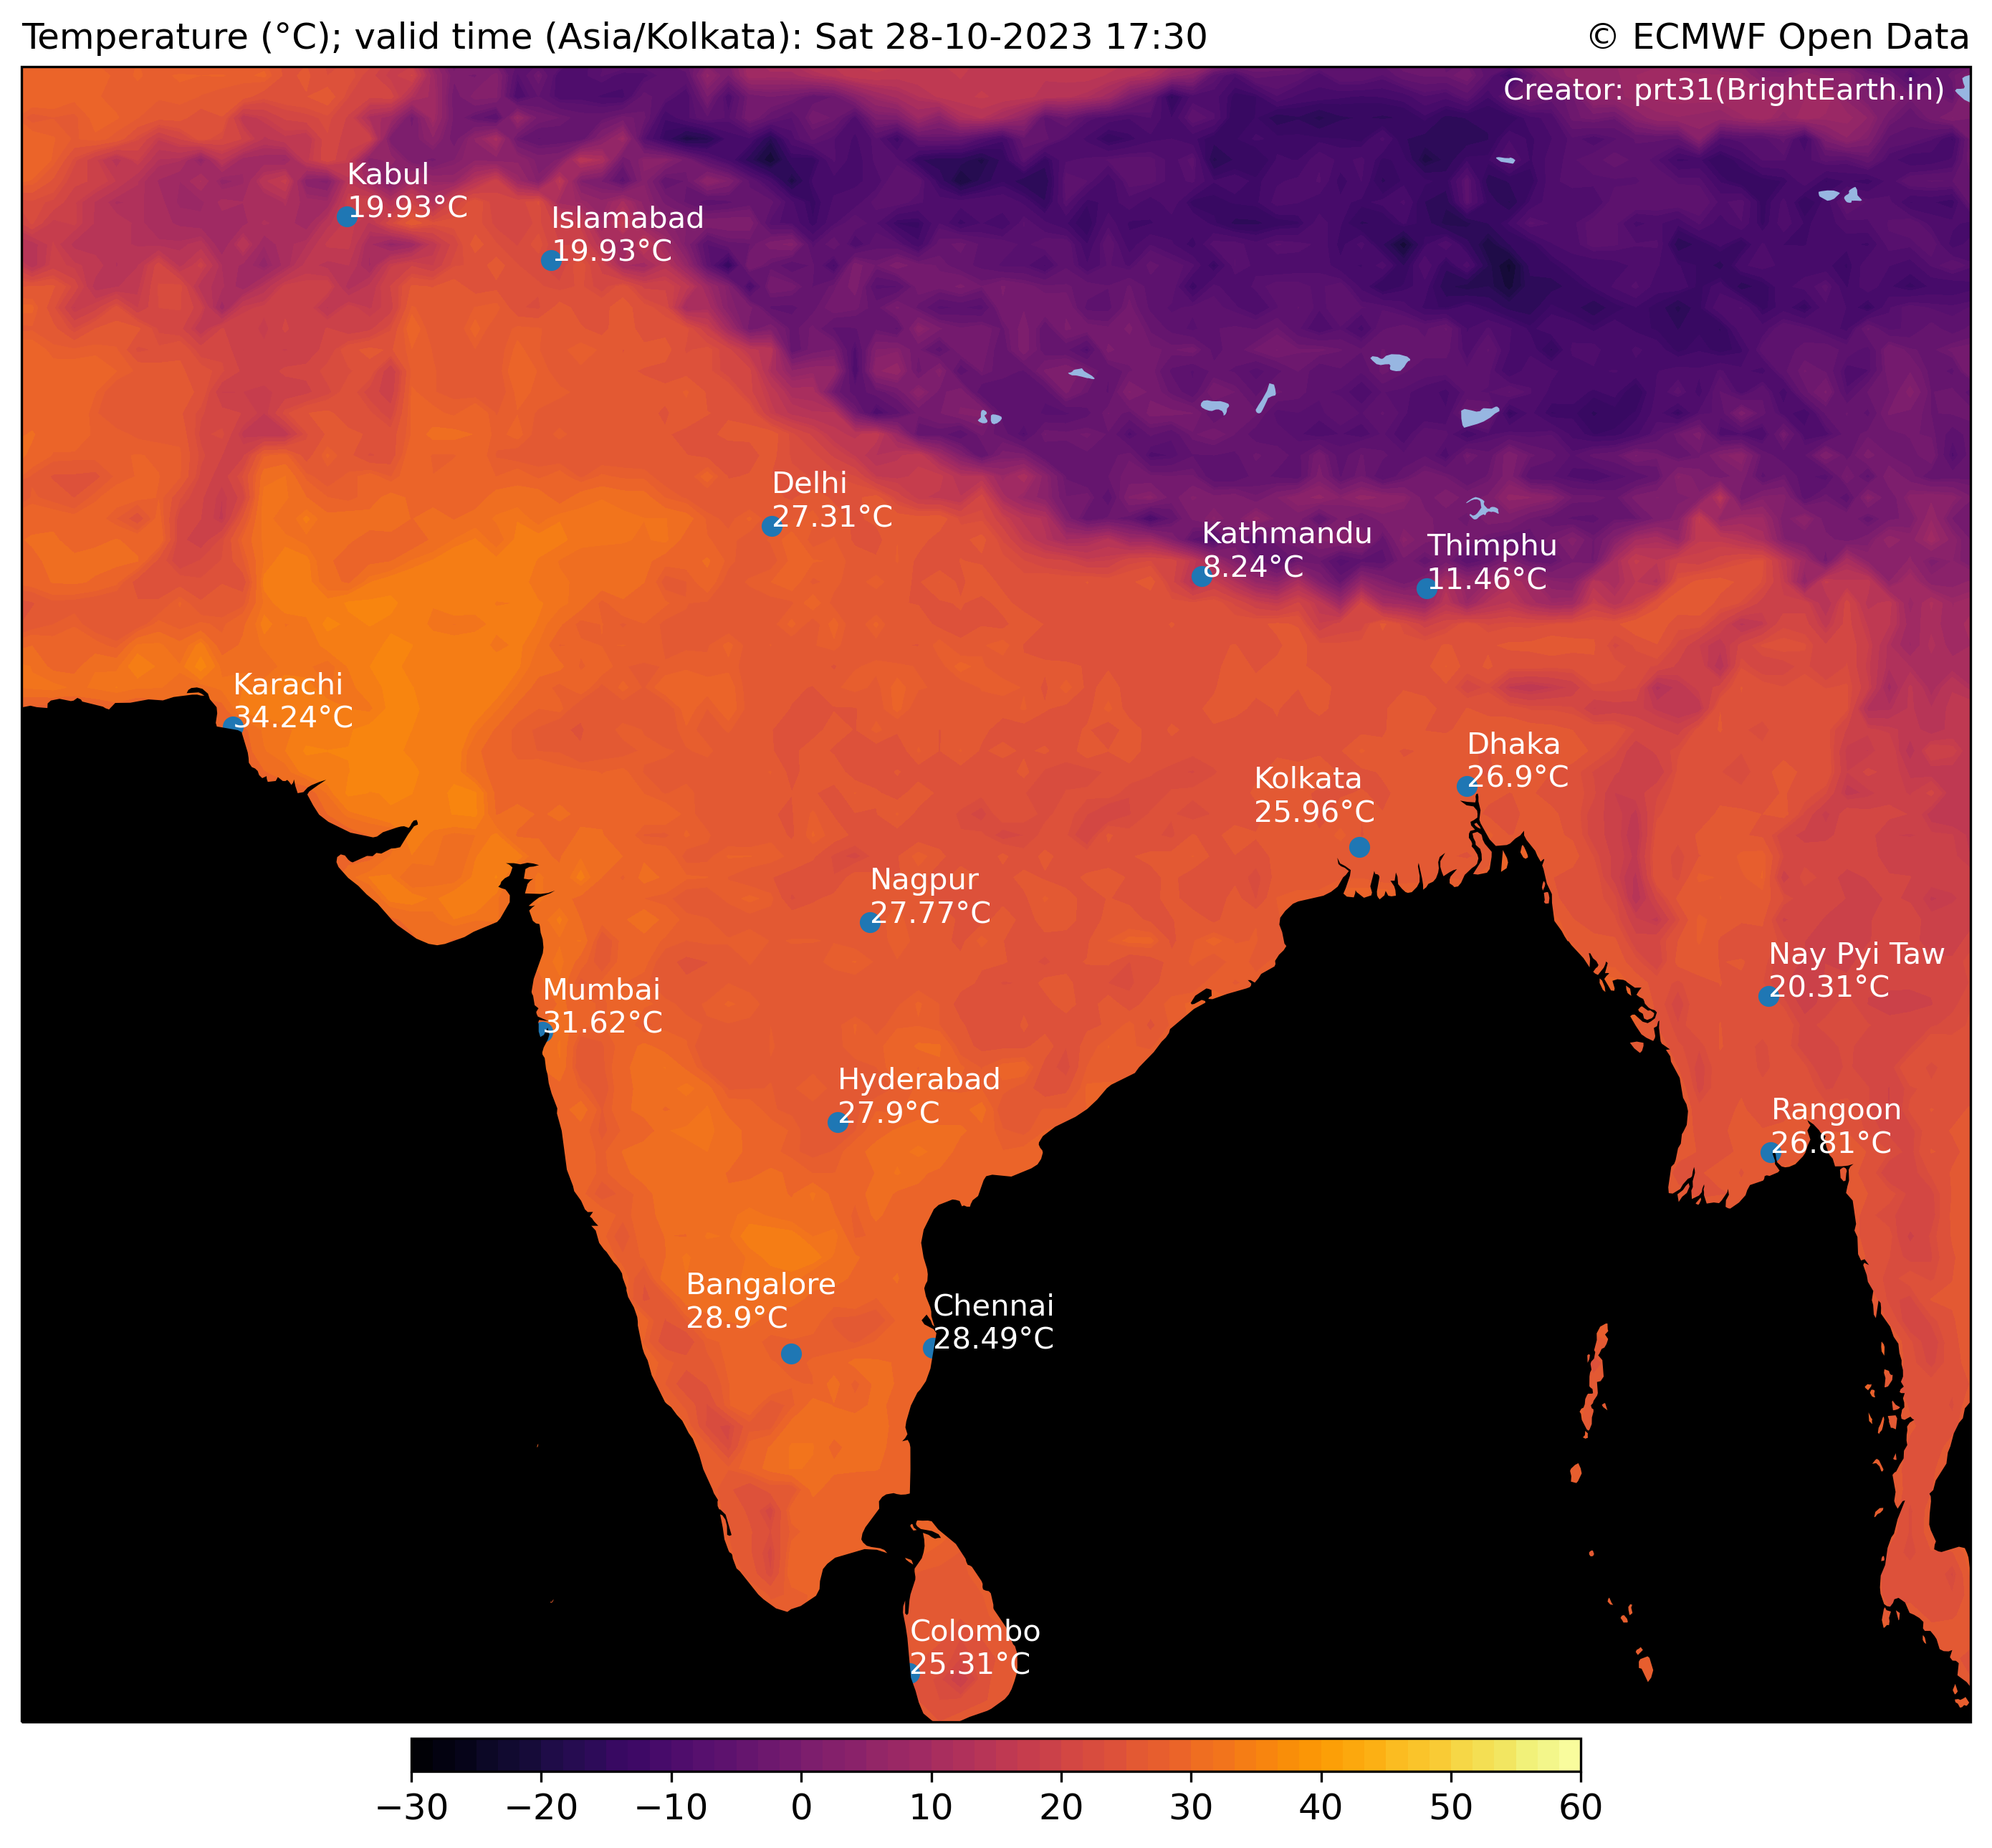 Temperature (°C); valid time (Asia/Kolkata): Sat 28-10-2023 17:30
© ECMWF Open Data
Creator: prt31(BrightEarth.in)
Kabul
19.93°C
Islamabad
19.93°C
Delhi
27.31°C
Kathmandu
8.24°C
Thimphu
11.46°C
Karachi
34.24°C
Dhaka
26.9°C
Kolkata
25.96°C
Nagpur
27.77°C
Nay Pyi Taw
20.31°C
Mumbai
31.62°C
Hyderabad
27.9°C
Rangoon
26.81°C
Bangalore
28.9°C
Chennai
28.49°C
Colombo
25.31°C
−30 −20 −10 0 10 20 30 40 50 60